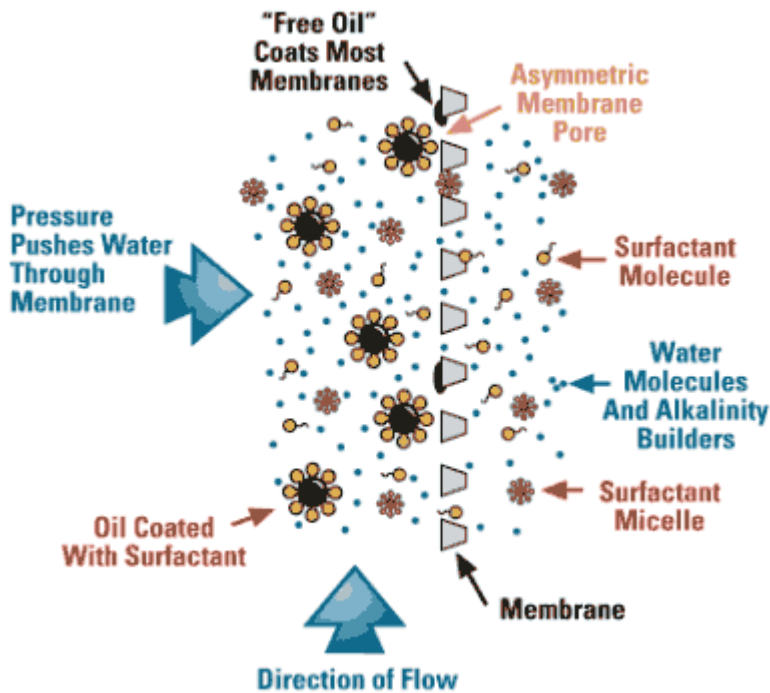 "Free Oil"
Coats Most
Membranes
Asymmetric
Membrane
Pore
Pressure
Pushes Water
Through
Membrane
Surfactant
Molecule
Water
Molecules
And Alkalinity
Builders
Surfactant
Micelle
Oil Coated
With Surfactant
Membrane
Direction of Flow